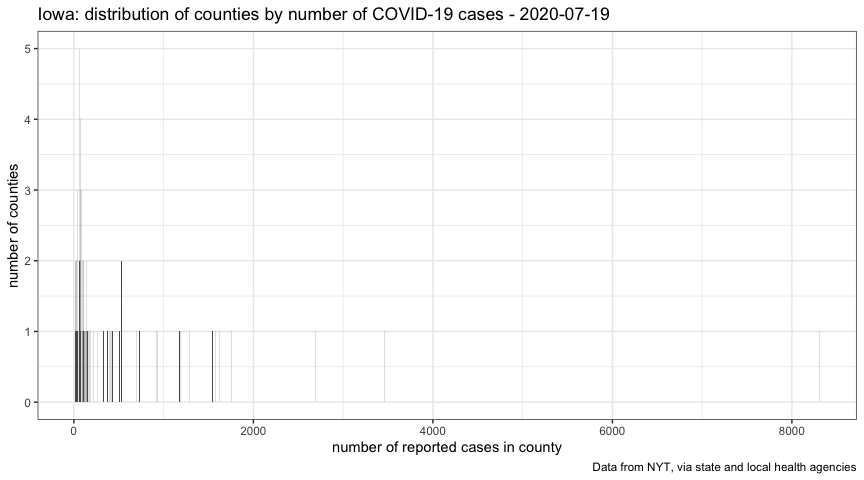 Iowa: distribution of counties by number of COVID-19 cases - 2020-07-19
number of counties
5
4
3
2
1
0
0 2000 4000 6000 8000
number of reported cases in county
Data from NYT, via state and local health agencies